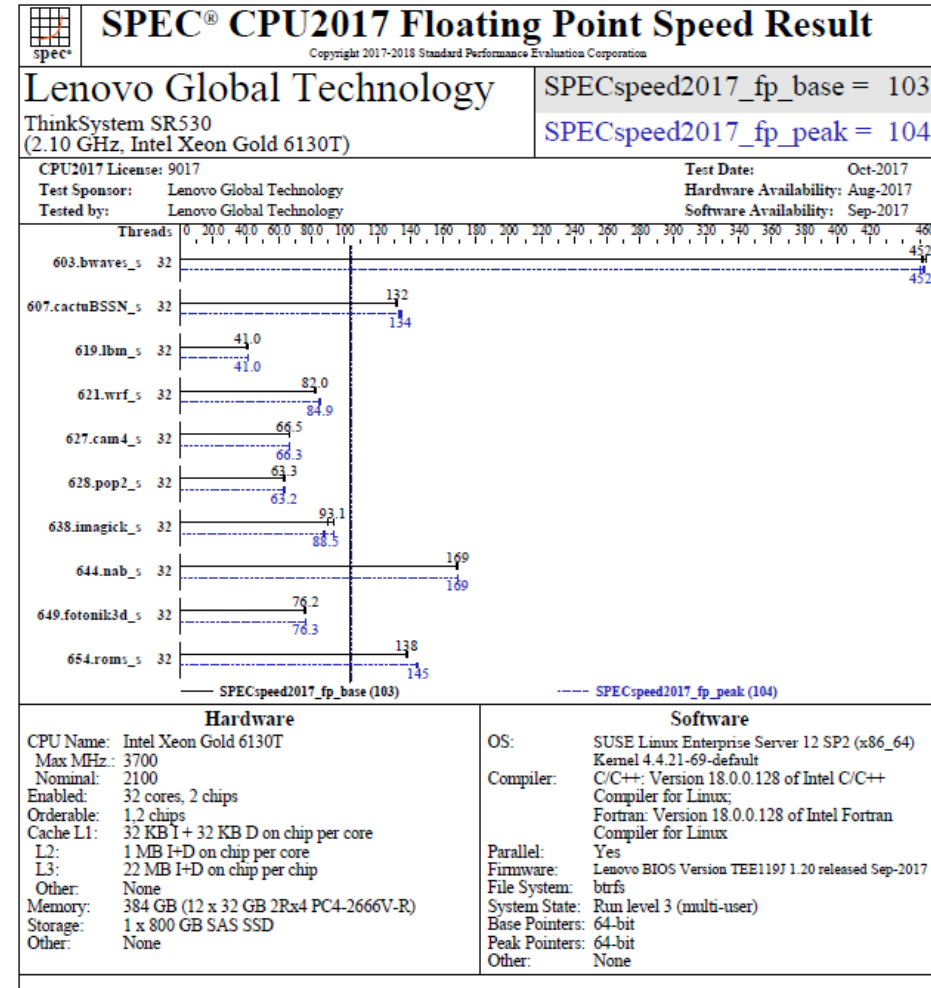 spec®
SPEC® CPU2017 Floating Point Speed Result
Copyright 2017-2018 Standard Performance Evaluation Corporation
Lenovo Global Technology
ThinkSystem SR530
(2.10 GHz, Intel Xeon Gold 6130T)
SPECspeed2017_fp_base = 103
SPECspeed2017_fp_peak = 104
CPU2017 License: 9017
Test Sponsor: Lenovo Global Technology
Tested by: Lenovo Global Technology
Test Date: Oct-2017
Hardware Availability: Aug-2017
Software Availability: Sep-2017
Threads 0 20.0 40.0 60.0 80.0 100 120 140 160 180 200 220 240 260 280 300 320 340 360 380 400 420 460
603.bwaves_s 32 452
452
607.cactuBSSN_s 32 132
134
619.lbm_s 32 41.0
41.0
621.wrf_s 32 82.0
84.9
627.cam4_s 32 66.5
66.3
628.pop2_s 32 63.3
63.2
638.imagick_s 32 93.1
88.5
644.nab_s 32 169
169
649.fotonik3d_s 32 76.2
76.3
654.roms_s 32 138
145
SPECspeed2017_fp_base (103) SPECspeed2017_fp_peak (104)
Hardware
CPU Name: Intel Xeon Gold 6130T
Max MHz.: 3700
Nominal: 2100
Enabled: 32 cores, 2 chips
Orderable: 1,2 chips
Cache L1: 32 KB I + 32 KB D on chip per core
L2: 1 MB I+D on chip per core
L3: 22 MB I+D on chip per chip
Other: None
Memory: 384 GB (12 x 32 GB 2Rx4 PC4-2666V-R)
Storage: 1 x 800 GB SAS SSD
Other: None
Software
OS: SUSE Linux Enterprise Server 12 SP2 (x86_64)
Kernel 4.4.21-69-default
Compiler: C/C++: Version 18.0.0.128 of Intel C/C++
Compiler for Linux;
Fortran: Version 18.0.0.128 of Intel Fortran
Compiler for Linux
Parallel: Yes
Firmware: Lenovo BIOS Version TEE119J 1.20 released Sep-2017
File System: btrfs
System State: Run level 3 (multi-user)
Base Pointers: 64-bit
Peak Pointers: 64-bit
Other: None